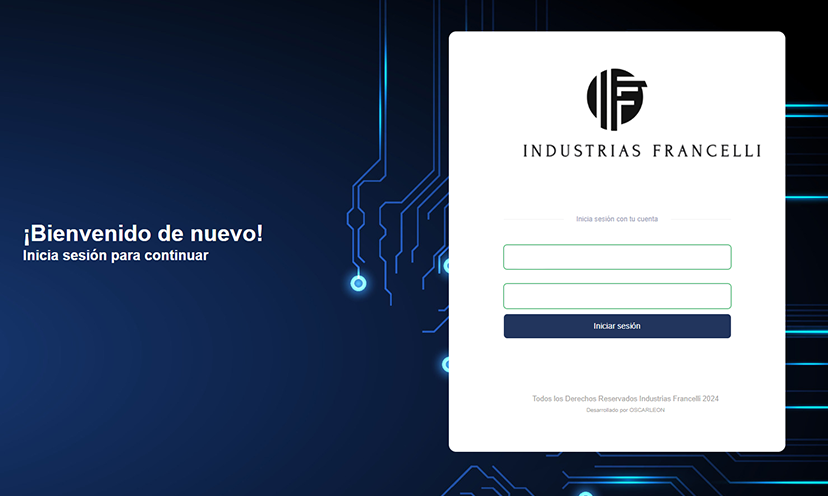 ¡Bienvenido de nuevo!
Inicia sesión para continuar
INDUSTRIAS FRANCELLI
Inicia sesión con tu cuenta
Iniciar sesión
Todos los Derechos Reservados Industrias Francelli 2024
Desarrollado por OSCARLEON